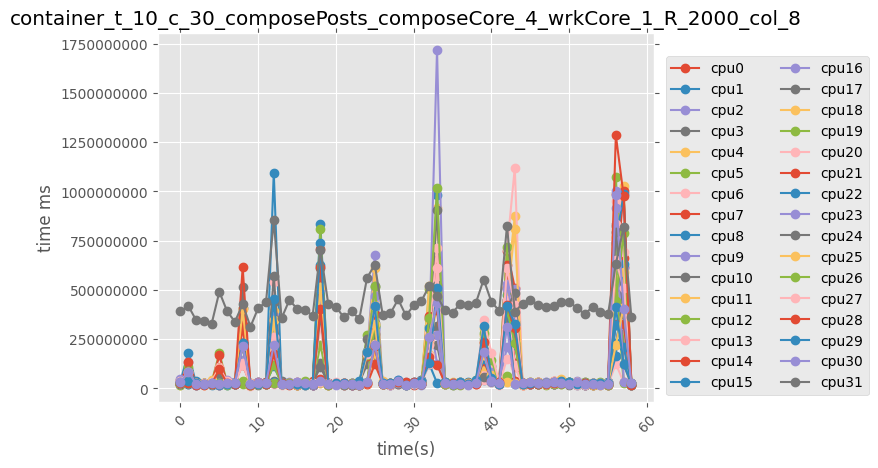 container_t_10_c_30_composePosts_composeCore_4_wrkCore_1_R_2000_col_8
1750000000
1500000000
1250000000
1000000000
750000000
500000000
250000000
0
time ms
0
10
20
30
40
50
60
time(s)
cpu0
cpu1
cpu2
cpu3
cpu4
cpu5
cpu6
cpu7
cpu8
cpu9
cpu10
cpu11
cpu12
cpu13
cpu14
cpu15
cpu16
cpu17
cpu18
cpu19
cpu20
cpu21
cpu22
cpu23
cpu24
cpu25
cpu26
cpu27
cpu28
cpu29
cpu30
cpu31